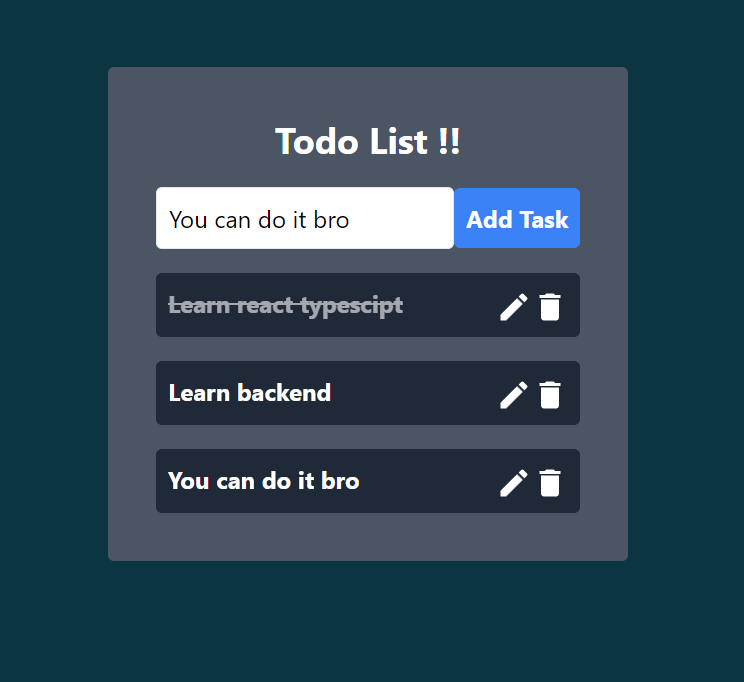 Todo List !!
You can do it bro
Add Task
Learn react typescipt
Learn backend
You can do it bro